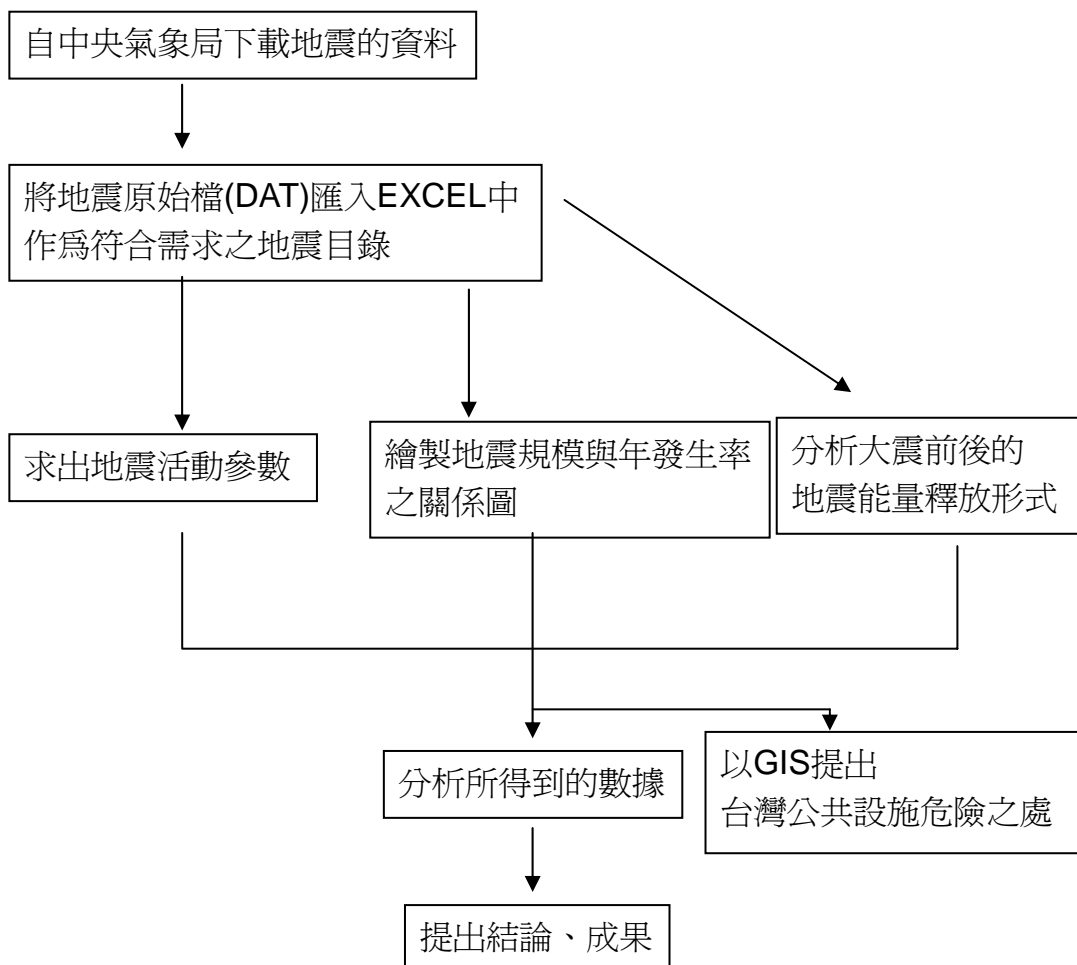 自中央氣象局下載地震的資料
將地震原始檔(DAT)匯入EXCEL中
作為符合需求之地震目錄
求出地震活動參數
繪製地震規模與年發生率
之關係圖
分析大震前後的
地震能量釋放形式
分析所得到的數據
以GIS提出
台灣公共設施危險之處
提出結論、成果